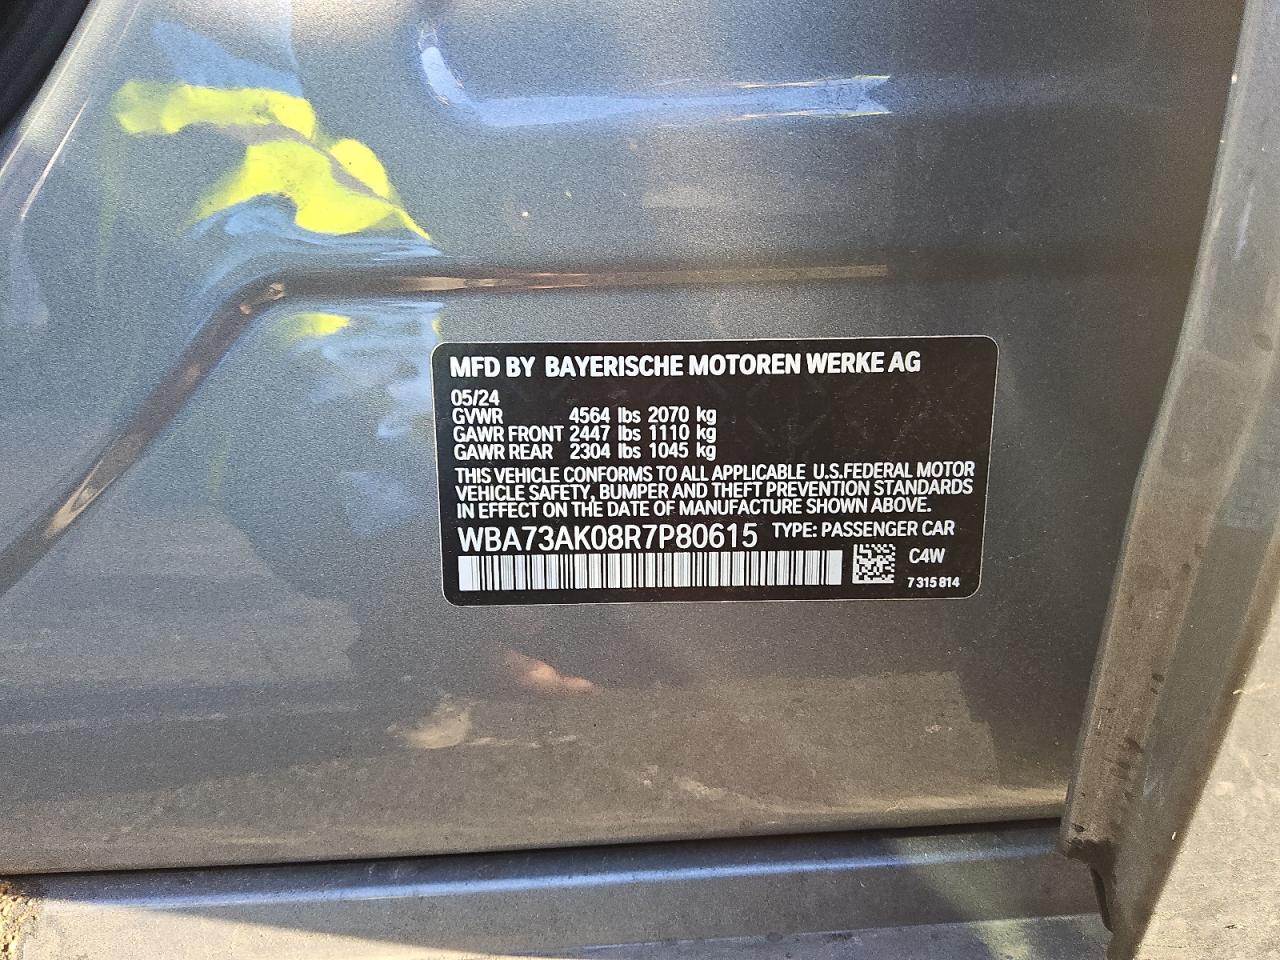 MFD BY BAYERISCHE MOTOREN WERKE AG
05/24
GVWR 4564 lbs 2070 kg
GAWR FRONT 2447 lbs 1110 kg
GAWR REAR 2304 lbs 1045 kg
THIS VEHICLE CONFORMS TO ALL APPLICABLE U.S.FEDERAL MOTOR
VEHICLE SAFETY, BUMPER AND THEFT PREVENTION STANDARDS
IN EFFECT ON THE DATE OF MANUFACTURE SHOWN ABOVE.
WBA73AK08R7P80615 TYPE: PASSENGER CAR
C4W
7 315 814